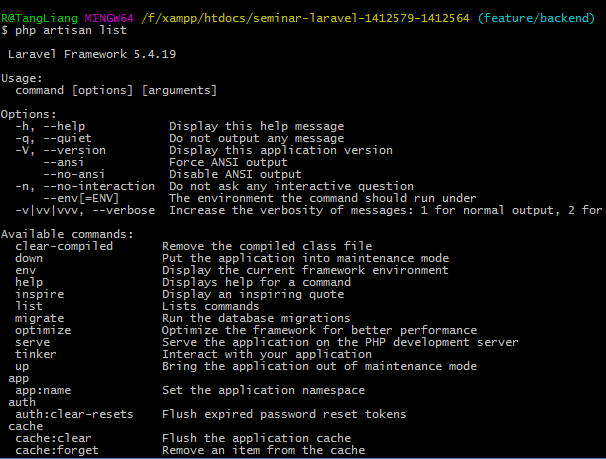 R@TangLiang MINGW64 /f/xampp/htdocs/seminar-laravel-1412579-1412564 (feature/backend)
$ php artisan list
Laravel Framework 5.4.19
Usage:
command [options] [arguments]
Options:
-h, --help Display this help message
-q, --quiet Do not output any message
-V, --version Display this application version
--ansi Force ANSI output
--no-ansi Disable ANSI output
-n, --no-interaction Do not ask any interactive question
--env[=ENV] The environment the command should run under
-v|vv|vvv, --verbose Increase the verbosity of messages: 1 for normal output, 2 for
Available commands:
clear-compiled Remove the compiled class file
down Put the application into maintenance mode
env Display the current framework environment
help Displays help for a command
inspire Display an inspiring quote
list Lists commands
migrate Run the database migrations
optimize Optimize the framework for better performance
serve Serve the application on the PHP development server
tinker Interact with your application
up Bring the application out of maintenance mode
app
app:name Set the application namespace
auth
auth:clear-resets Flush expired password reset tokens
cache
cache:clear Flush the application cache
cache:forget Remove an item from the cache